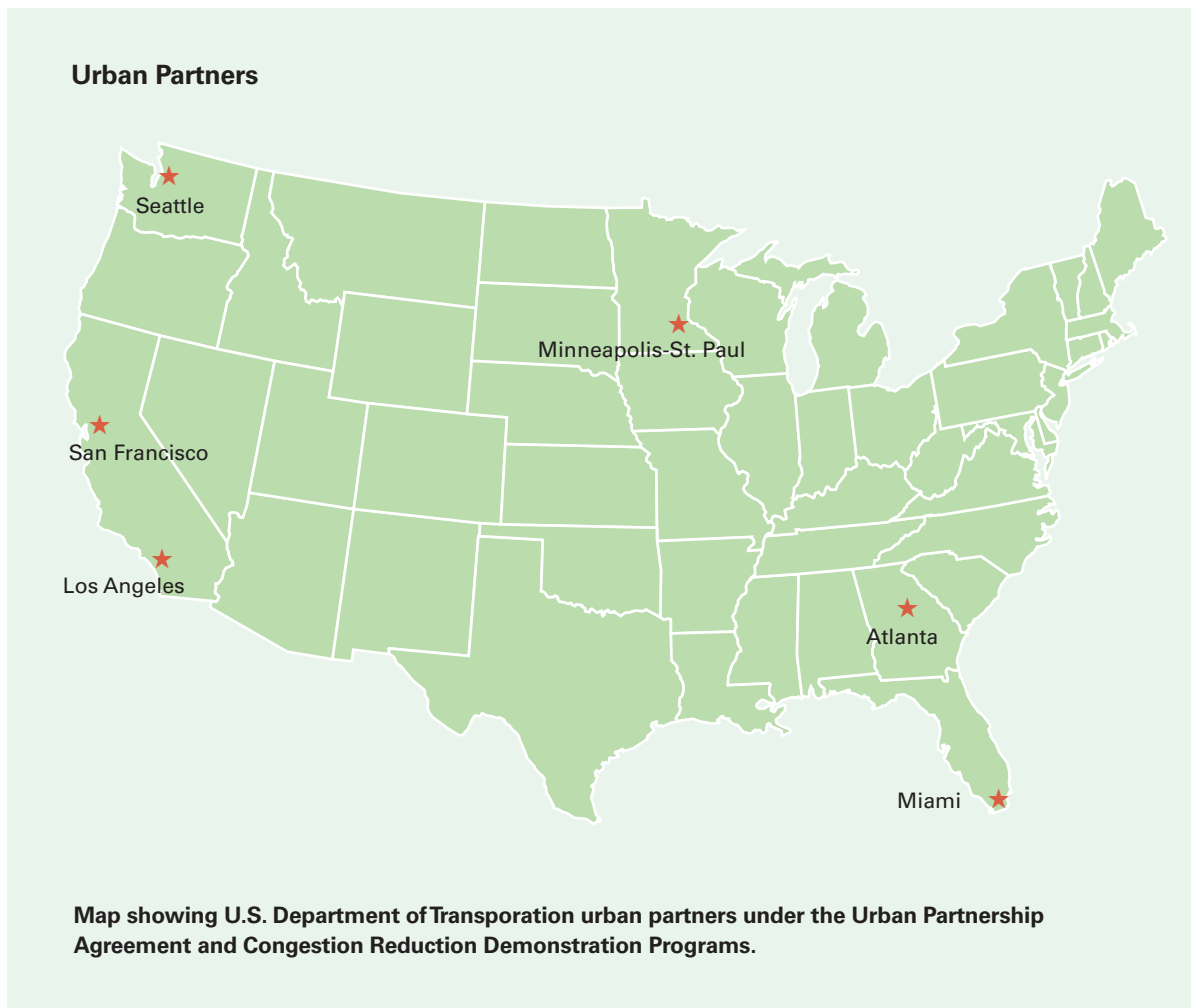 Urban Partners
Seattle
Minneapolis-St. Paul
San Francisco
Los Angeles
Atlanta
Miami
Map showing U.S. Department of Transporation urban partners under the Urban Partnership
Agreement and Congestion Reduction Demonstration Programs.